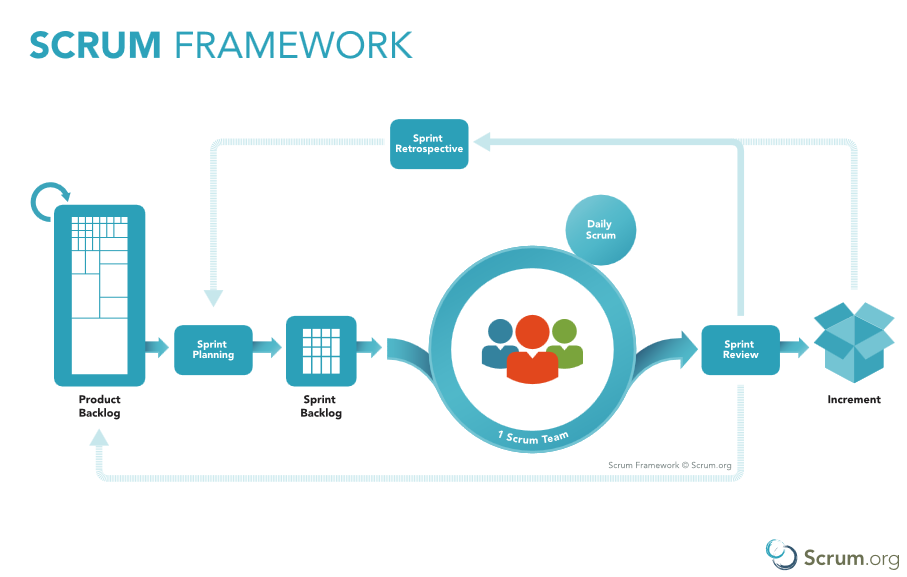 SCRUM FRAMEWORK
Sprint
Retrospective
Daily
Scrum
Sprint
Planning
Sprint
Review
Product
Backlog
Sprint
Backlog
1 Scrum Team
Increment
Scrum Framework © Scrum.org
Scrum.org